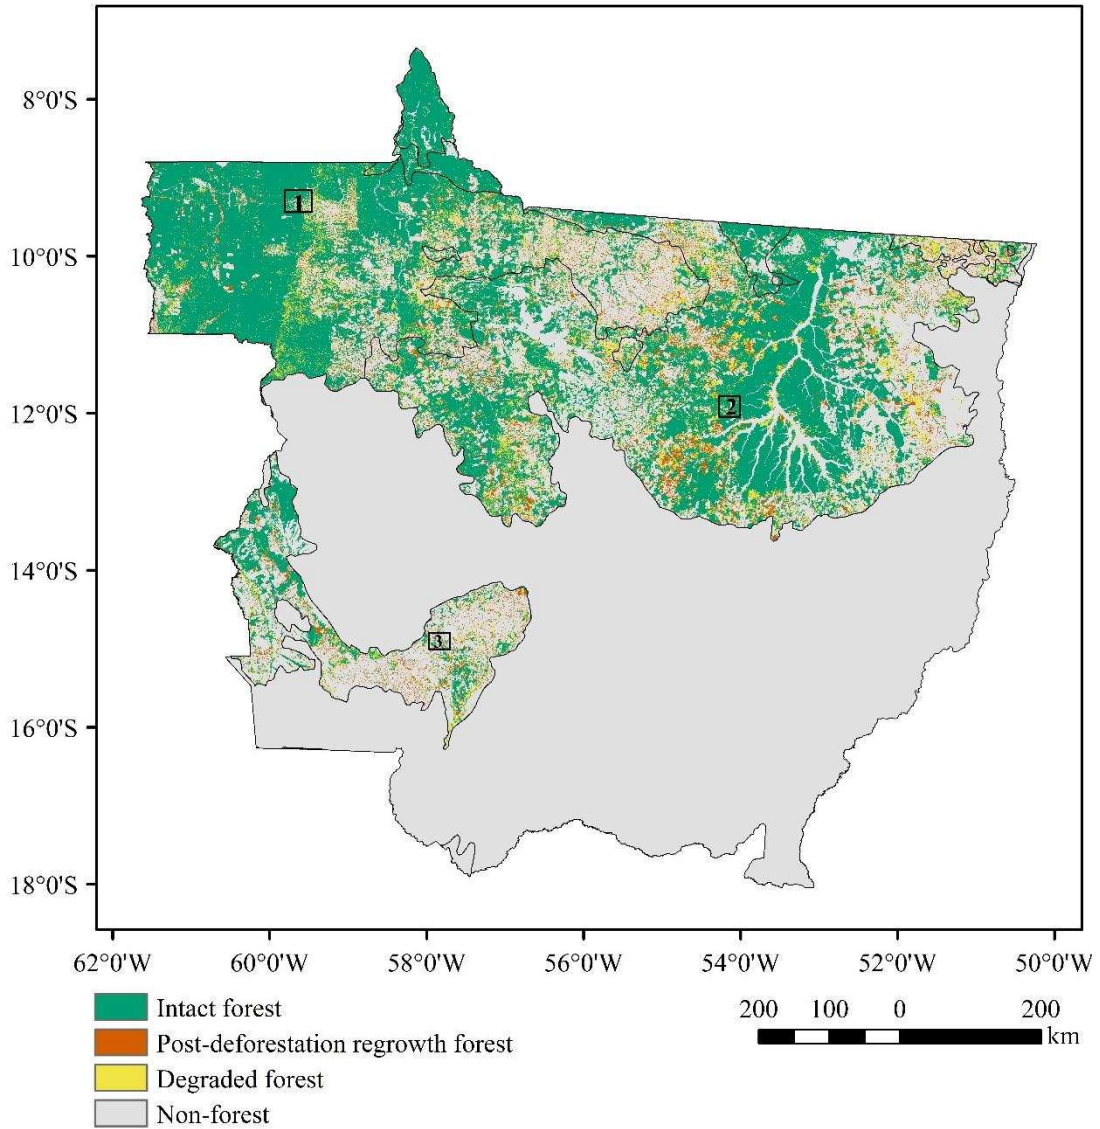 8°0'S
10°0'S
12°0'S
14°0'S
16°0'S
18°0'S
1
2
3
62°0'W 60°0'W 58°0'W 56°0'W 54°0'W 52°0'W 50°0'W
Intact forest
Post-deforestation regrowth forest
Degraded forest
Non-forest
200 100 0 200
km